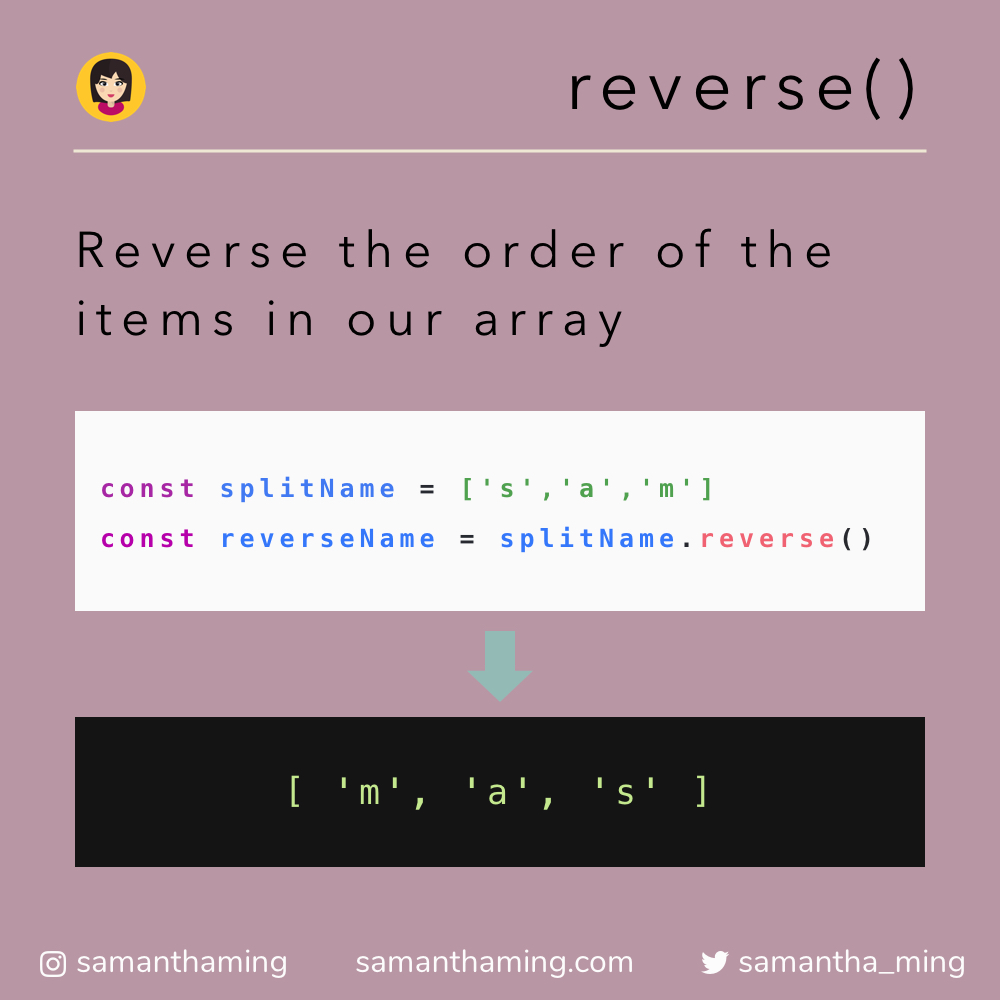 reverse()
Reverse the order of the
items in our array
const splitName = ['s','a','m']
const reverseName = splitName.reverse()
[ 'm', 'a', 's' ]
samanthaming samanthaming.com samantha_ming